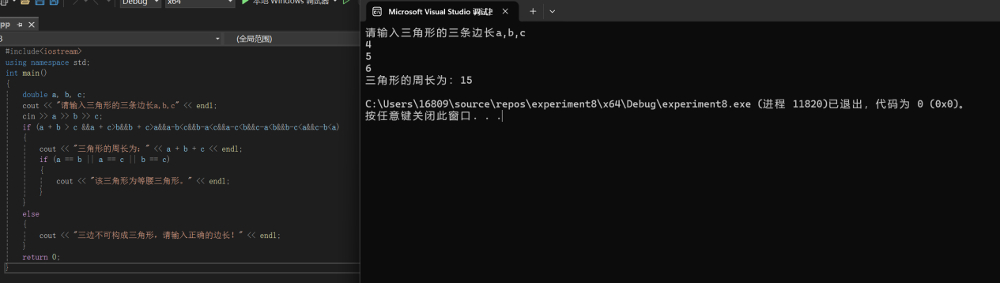 Debug
x64
本地 Windows 调试器
pp
(全局范围)
#include<iostream>
using namespace std;
int main()
{
double a, b, c;
cout << "请输入三角形的三条边长a,b,c" << endl;
cin >> a >> b >> c;
if (a + b > c &&a + c>b&&b + c>a&&a-b<c&&b-a<c&&a-c<b&&c-a<b&&b-c<a&&c-b<a)
{
cout << "三角形的周长为：" << a + b + c << endl;
if (a == b || a == c || b == c)
{
cout << "该三角形为等腰三角形。" << endl;
}
}
else
{
cout << "三边不可构成三角形，请输入正确的边长！" << endl;
}
return 0;
}
Microsoft Visual Studio 调试
请输入三角形的三条边长a,b,c
4
5
6
三角形的周长为：15
C:\Users\16809\source\repos\experiment8\x64\Debug\experiment8.exe (进程 11820)已退出，代码为 0 (0x0)。
按任意键关闭此窗口. . .